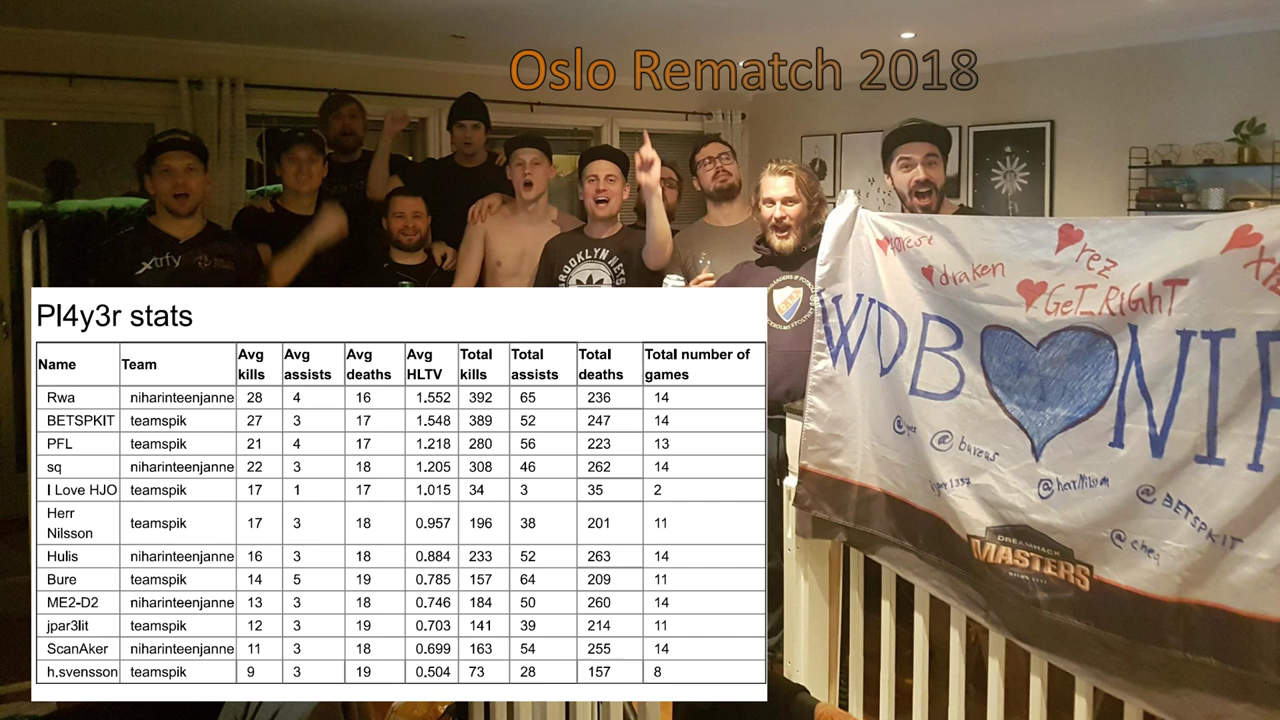 Oslo Rematch 2018
xtrfy
BROOKLYN NETS
draken
rez
GeT_RiGhT
WDB NIP
@bureus
jpar1337
@herrNilsson
@BETSPKIT
@cheq
DREAMHACK
MASTERS
Pl4y3r stats
Name Team Avg kills Avg assists Avg deaths Avg HLTV Total kills Total assists Total deaths Total number of games
Rwa niharinteenjanne 28 4 16 1.552 392 65 236 14
BETSPKIT teamspik 27 3 17 1.548 389 52 247 14
PFL teamspik 21 4 17 1.218 280 56 223 13
sq niharinteenjanne 22 3 18 1.205 308 46 262 14
I Love HJO teamspik 17 1 17 1.015 34 3 35 2
Herr Nilsson teamspik 17 3 18 0.957 196 38 201 11
Hulis niharinteenjanne 16 3 18 0.884 233 52 263 14
Bure teamspik 14 5 19 0.785 157 64 209 11
ME2-D2 niharinteenjanne 13 3 18 0.746 184 50 260 14
jpar3lit teamspik 12 3 19 0.703 141 39 214 11
ScanAker niharinteenjanne 11 3 18 0.699 163 54 255 14
h.svensson teamspik 9 3 19 0.504 73 28 157 8